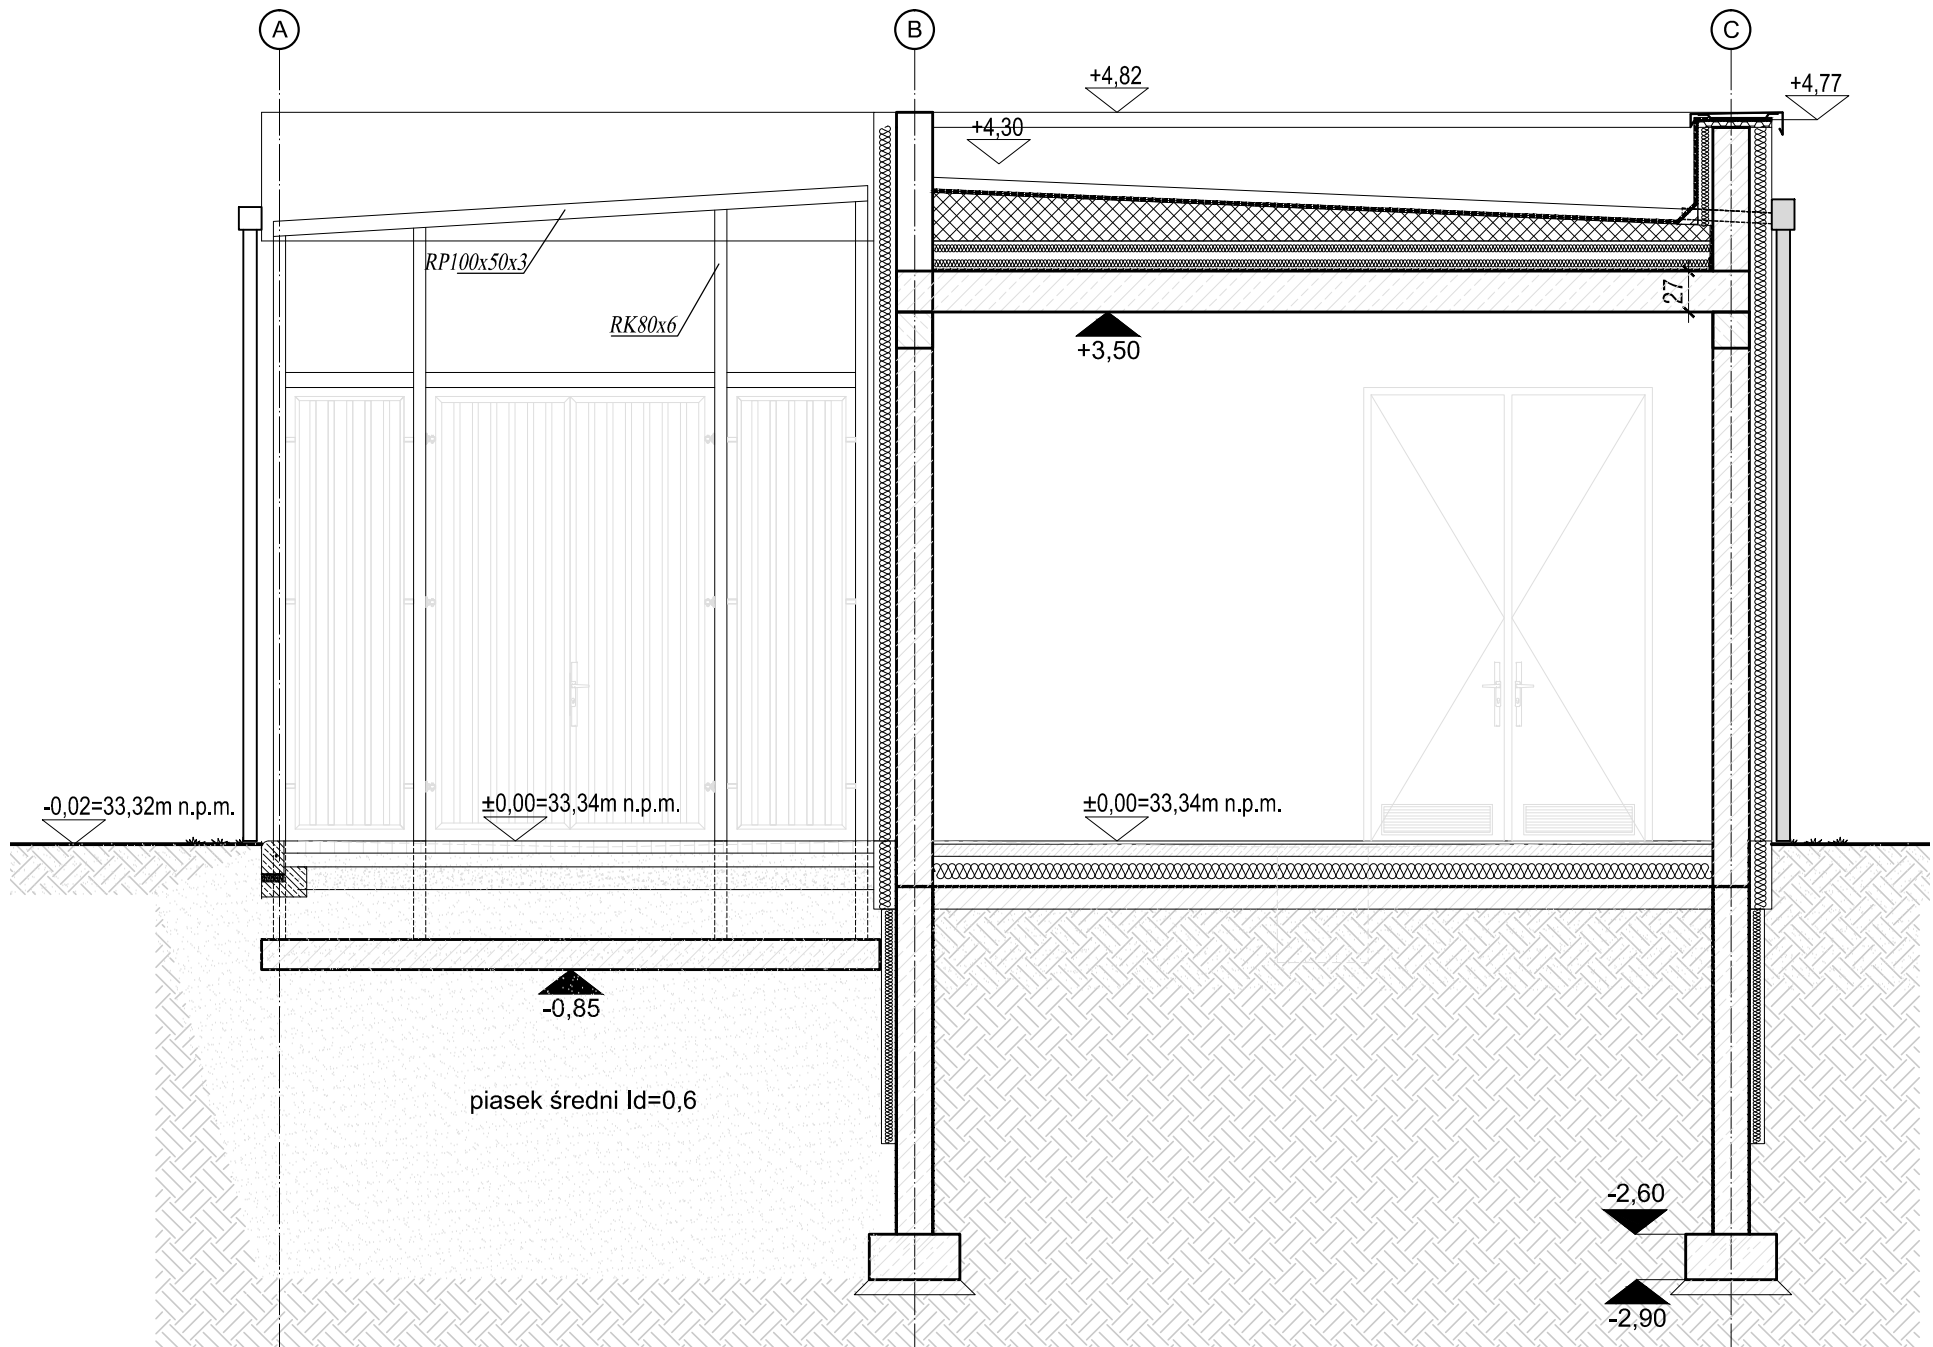 A
B
C
+4,82
+4,77
+4,30
RP100x50x3
RK80x6
27
+3,50
-0,02=33,32m n.p.m.
±0,00=33,34m n.p.m.
±0,00=33,34m n.p.m.
-0,85
piasek średni Id=0,6
-2,60
-2,90